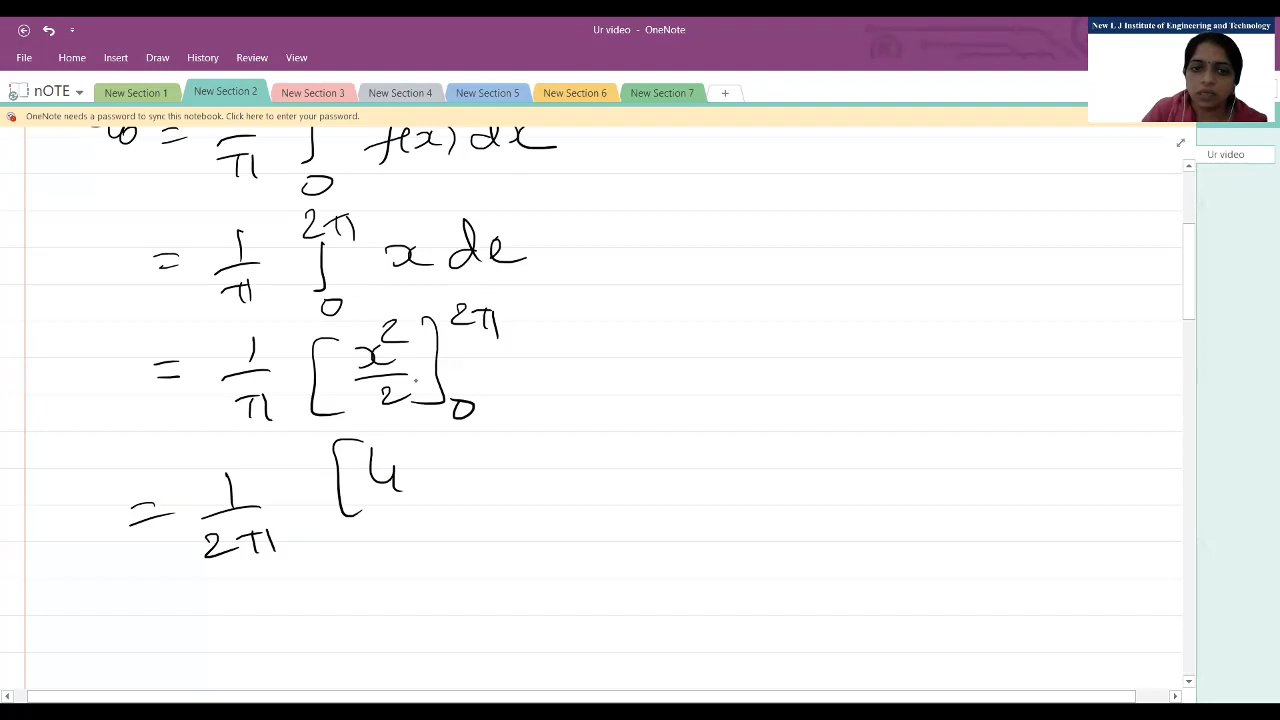 Ur video - OneNote
New L J Institute of Engineering and Technology
File Home Insert Draw History Review View
nOTE New Section 1 New Section 2 New Section 3 New Section 4 New Section 5 New Section 6 New Section 7 +
OneNote needs a password to sync this notebook. Click here to enter your password.
Ur video
= π ∫ 0 f(x) dx
= 1/π ∫ 0 2π x dx
= 1/π [x²/2] 0 2π
= 1/2π [4